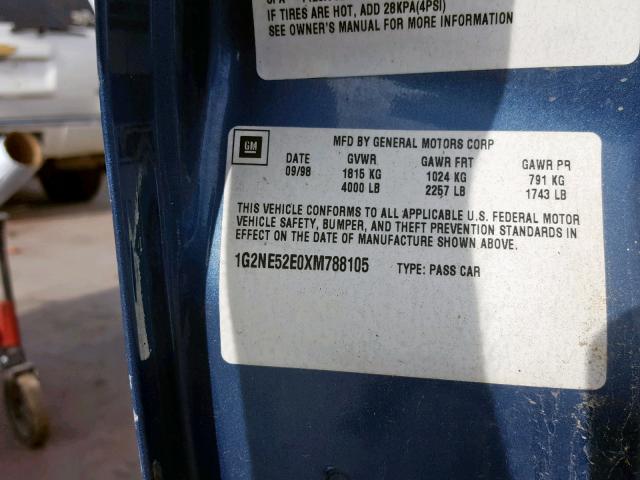 IF TIRES ARE HOT, ADD 28KPA(4PSI)
SEE OWNER'S MANUAL FOR MORE INFORMATION
GM
MFD BY GENERAL MOTORS CORP
DATE GVWR GAWR FRT GAWR RR
09/98 1815 KG 1024 KG 791 KG
4000 LB 2257 LB 1743 LB
THIS VEHICLE CONFORMS TO ALL APPLICABLE U.S. FEDERAL MOTOR
VEHICLE SAFETY, BUMPER, AND THEFT PREVENTION STANDARDS IN
EFFECT ON THE DATE OF MANUFACTURE SHOWN ABOVE.
1G2NE52E0XM788105 TYPE: PASS CAR